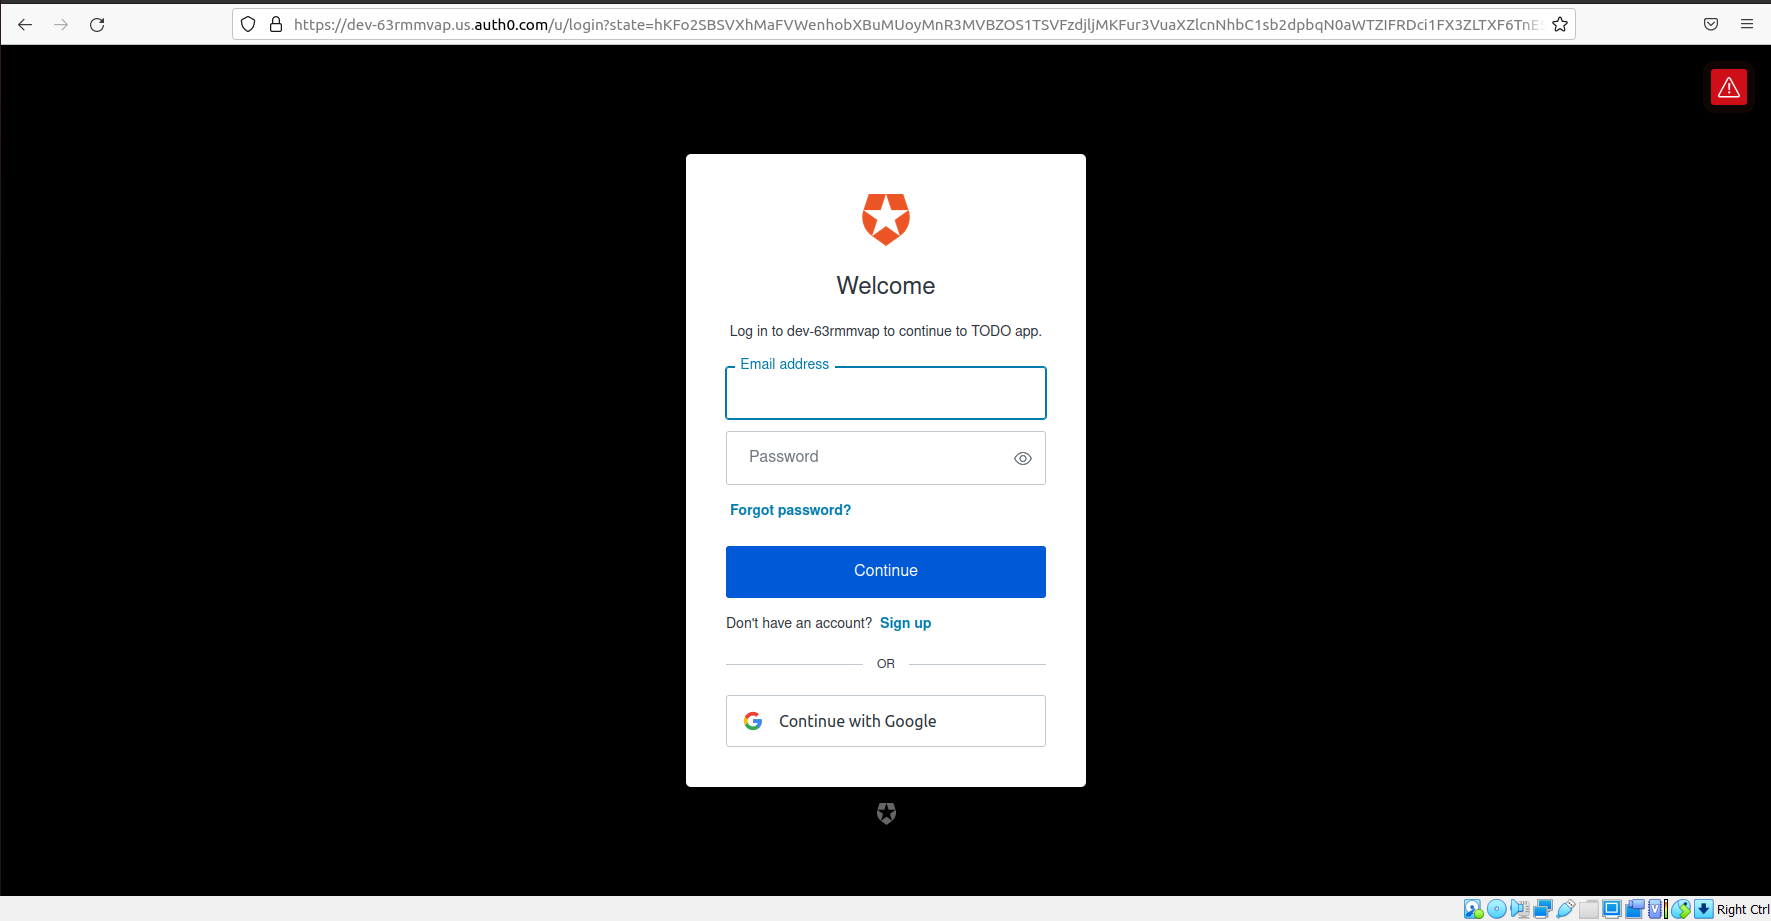 https://dev-63rmmvap.us.auth0.com/u/login?state=hKFo2SBSVXhMaFVWenhobXBuMUoyMnR3MVBZOS1TSVFzdjljMKFur3VuaXZlcnNhbC1sb2dpbqN0aWTZIFRDci1FX3ZLTXF6TnE
Welcome
Log in to dev-63rmmvap to continue to TODO app.
Email address
Password
Forgot password?
Continue
Don't have an account? Sign up
OR
Continue with Google
Right Ctrl